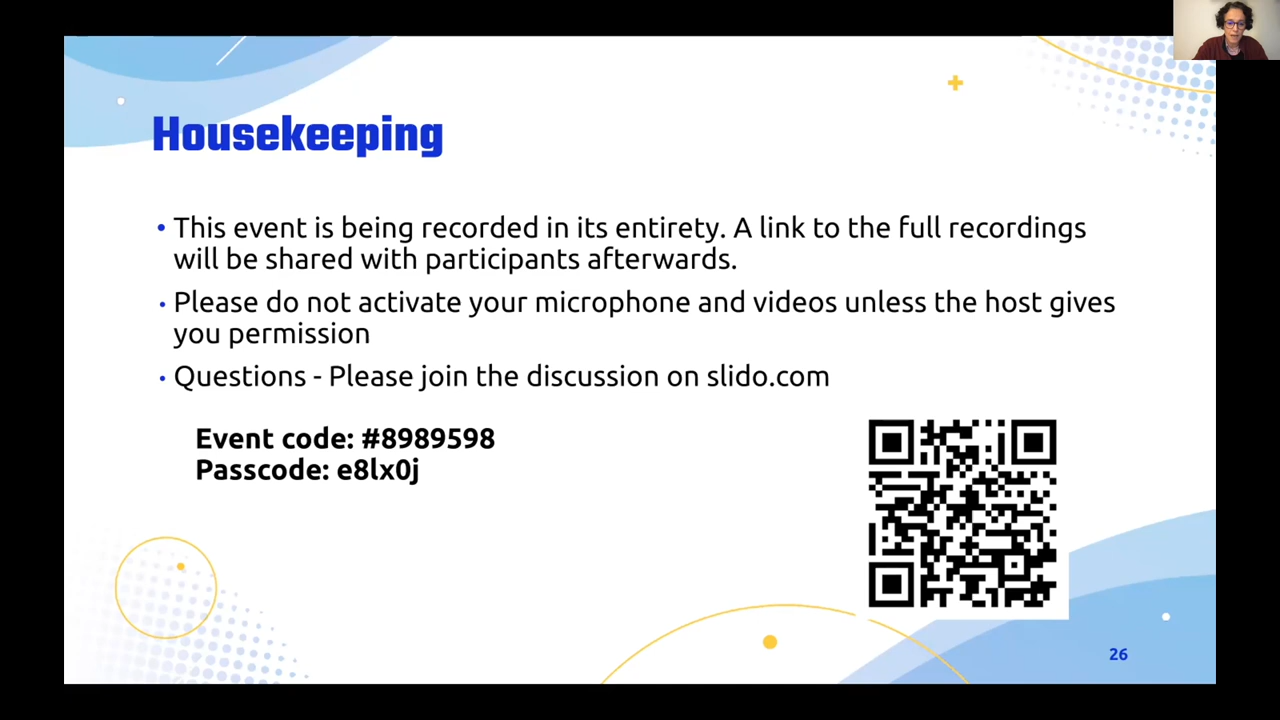 Housekeeping
• This event is being recorded in its entirety. A link to the full recordings
will be shared with participants afterwards.
• Please do not activate your microphone and videos unless the host gives
you permission
• Questions - Please join the discussion on slido.com
Event code: #8989598
Passcode: e8lx0j
26